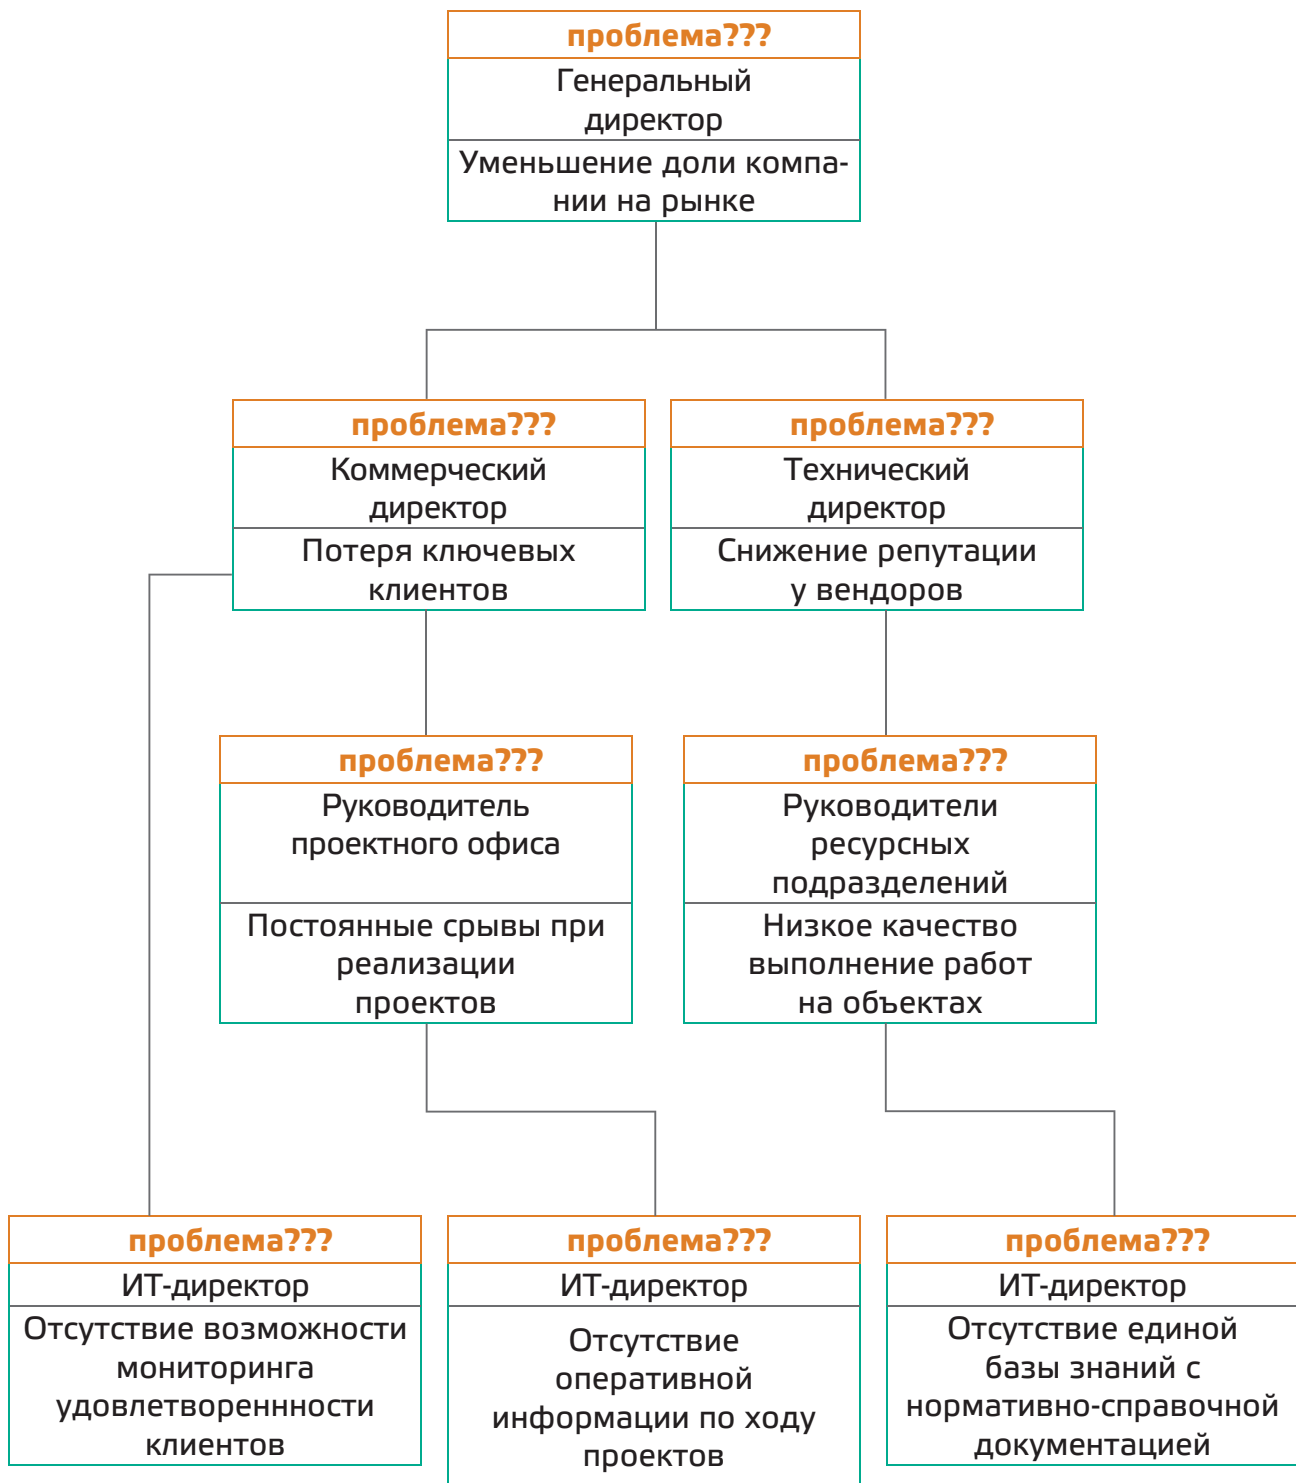 проблема???
Генеральный
директор
Уменьшение доли компа-
нии на рынке
проблема???
Коммерческий
директор
Потеря ключевых
клиентов
проблема???
Технический
директор
Снижение репутации
у вендоров
проблема???
Руководитель
проектного офиса
Постоянные срывы при
реализации
проектов
проблема???
Руководители
ресурсных
подразделений
Низкое качество
выполнение работ
на объектах
проблема???
ИТ-директор
Отсутствие возможности
мониторинга
удовлетвореннности
клиентов
проблема???
ИТ-директор
Отсутствие
оперативной
информации по ходу
проектов
проблема???
ИТ-директор
Отсутствие единой
базы знаний с
нормативно-справочной
документацией